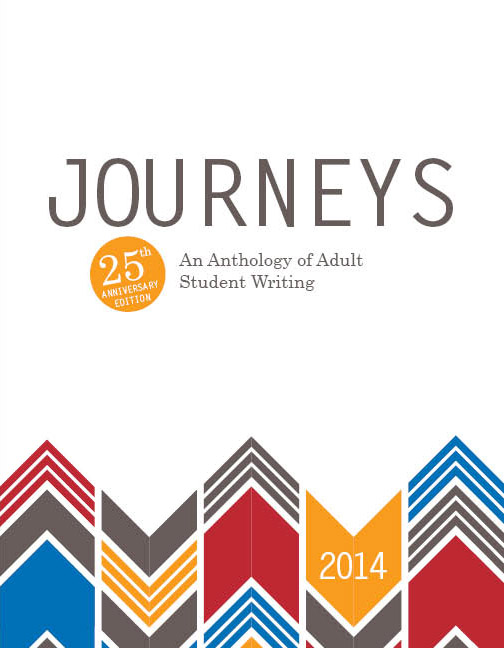 JOURNEYS
25th
ANNIVERSARY
EDITION
An Anthology of Adult
Student Writing
2014